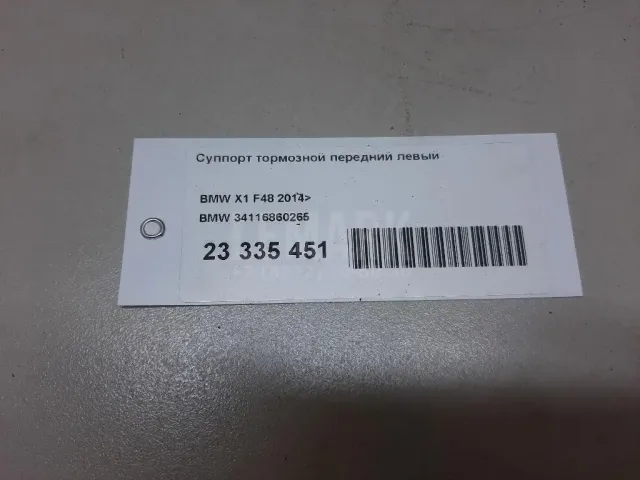 Суппорт тормозной передний левый
BMW X1 F48 2014>
BMW 34116860265
23 335 451